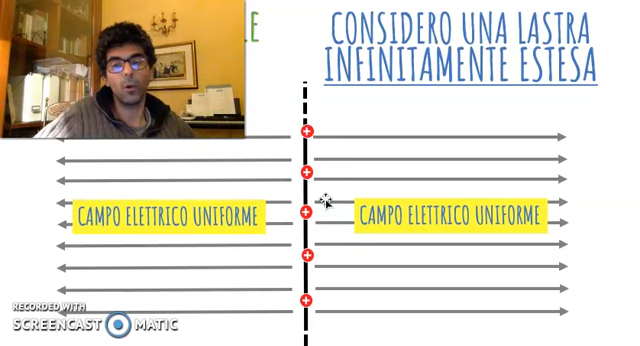 CONSIDERO UNA LASTRA
INFINITAMENTE ESTESA
CAMPO ELETTRICO UNIFORME
CAMPO ELETTRICO UNIFORME
RECORDED WITH
SCREENCAST MATIC